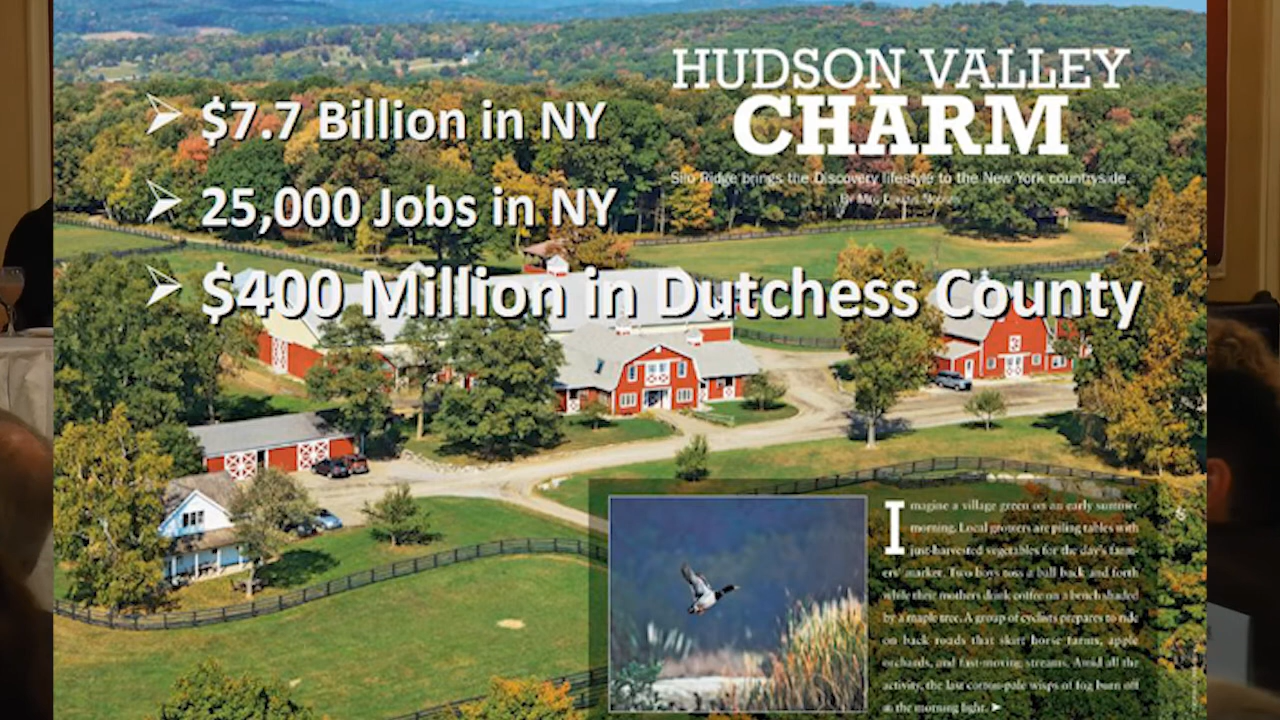 HUDSON VALLEY
CHARM
Silo Ridge brings the Discovery lifestyle to the New York countryside.
By
$7.7 Billion in NY
25,000 Jobs in NY
$400 Million in Dutchess County
Imagine a village green on an early summer
morning. Local growers are piling tables with
just-harvested vegetables for the day's farm-
ers' market. Two boys toss a ball back and forth
while their mothers drink coffee on a bench shaded
by a maple tree. A group of cyclists prepares to ride
on back roads that skirt horse farms, apple
orchards, and fast-moving streams. Amid all the
activity, the last cotton-pale wisps of fog burn off
in the morning light.